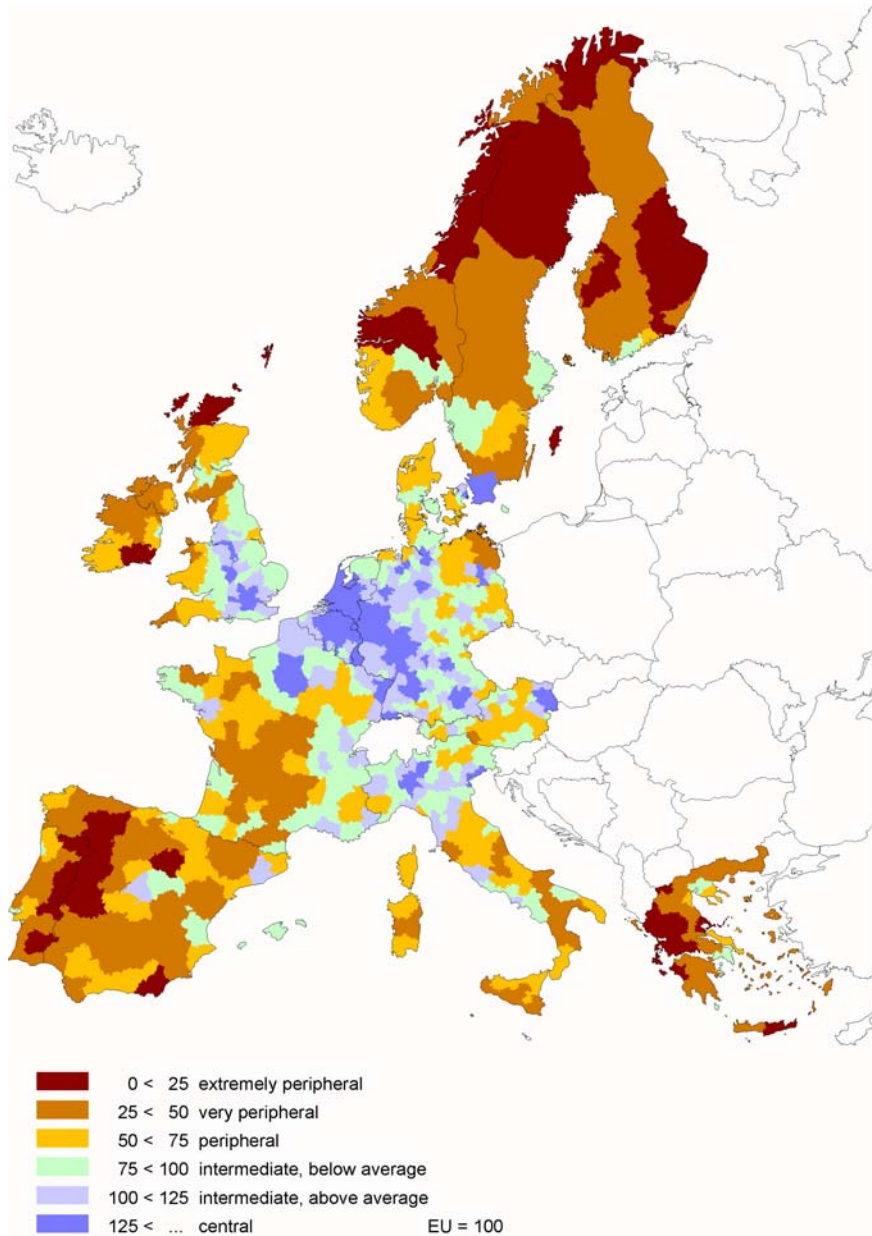 0 < 25 extremely peripheral
25 < 50 very peripheral
50 < 75 peripheral
75 < 100 intermediate, below average
100 < 125 intermediate, above average
125 < ... central EU = 100